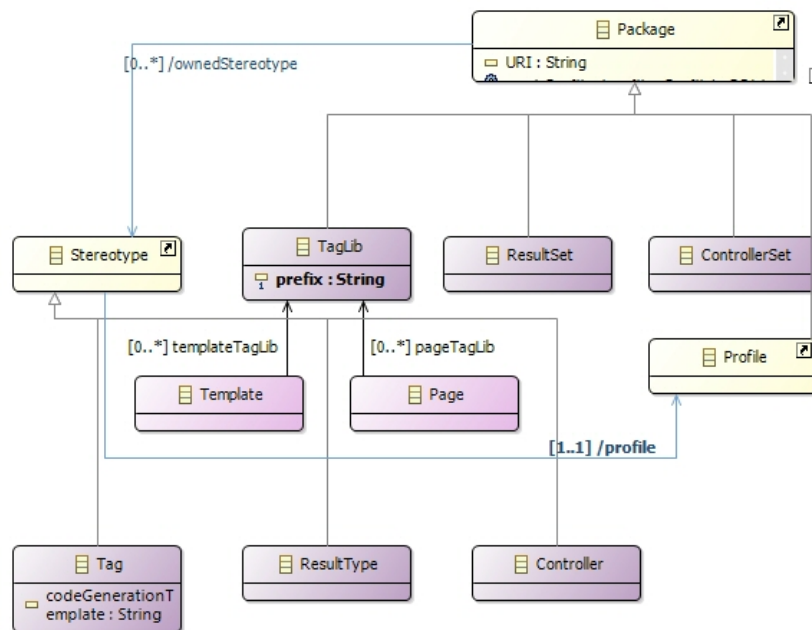 Package
URI : String
[0..*] /ownedStereotype
Stereotype
TagLib
1 prefix : String
ResultSet
ControllerSet
[0..*] templateTagLib
[0..*] pageTagLib
Profile
Template
Page
[1..1] /profile
Tag
codeGenerationT
emplate : String
ResultType
Controller